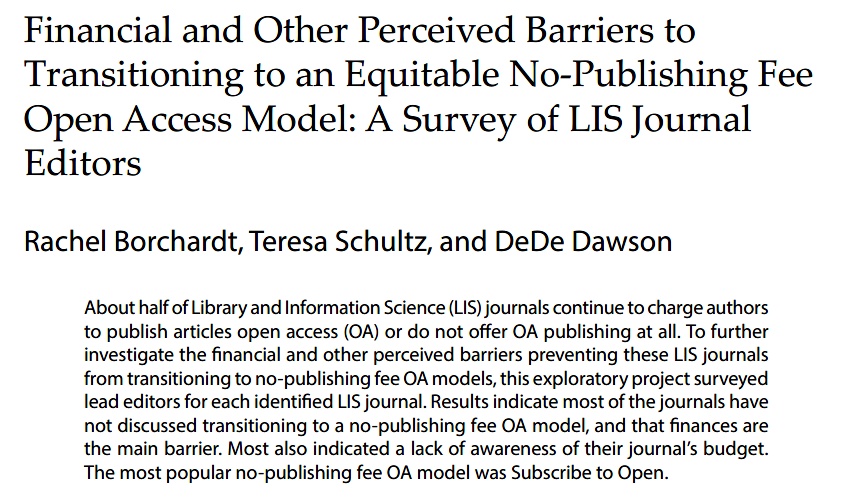 Financial and Other Perceived Barriers to
Transitioning to an Equitable No-Publishing Fee
Open Access Model: A Survey of LIS Journal
Editors
Rachel Borchardt, Teresa Schultz, and DeDe Dawson
About half of Library and Information Science (LIS) journals continue to charge authors
to publish articles open access (OA) or do not offer OA publishing at all. To further
investigate the financial and other perceived barriers preventing these LIS journals
from transitioning to no-publishing fee OA models, this exploratory project surveyed
lead editors for each identified LIS journal. Results indicate most of the journals have
not discussed transitioning to a no-publishing fee OA model, and that finances are
the main barrier. Most also indicated a lack of awareness of their journal's budget.
The most popular no-publishing fee OA model was Subscribe to Open.